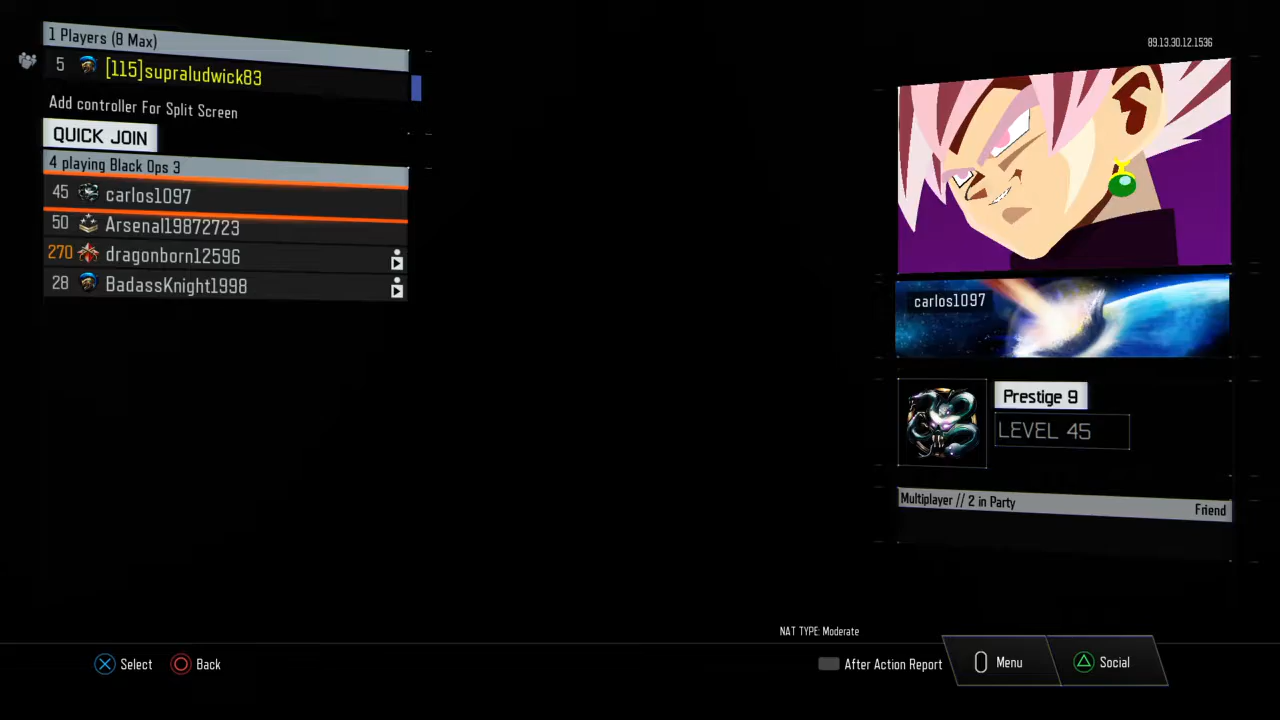 1 Players (8 Max)
5 [115]supraludwick83
Add controller For Split Screen
QUICK JOIN
4 playing Black Ops 3
45 carlos1097
50 Arsenal19872723
270 dragonborn12596
28 BadassKnight1998
89.13.30.12.1536
carlos1097
Prestige 9
LEVEL 45
Multiplayer // 2 in Party Friend
NAT TYPE: Moderate
Select Back After Action Report Menu Social